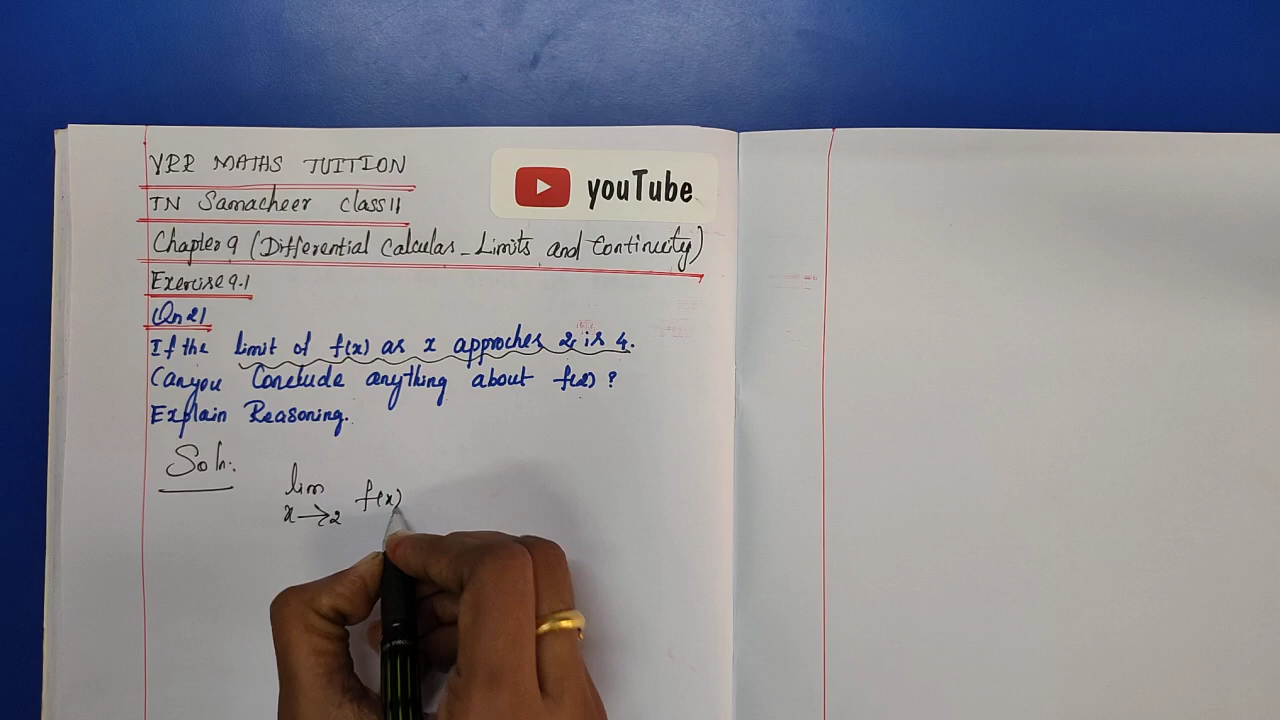 VRR MATHS TUITION
youTube
TN Samacheer class 11
Chapter 9 (Differential Calculas - Limits and Continuity)
Exercise 9.1
Qn 21
If the limit of f(x) as x approches 2 is 4.
Can you Conclude anything about f(2) ?
Explain Reasoning.
Soln:
lim f(x)
x→2